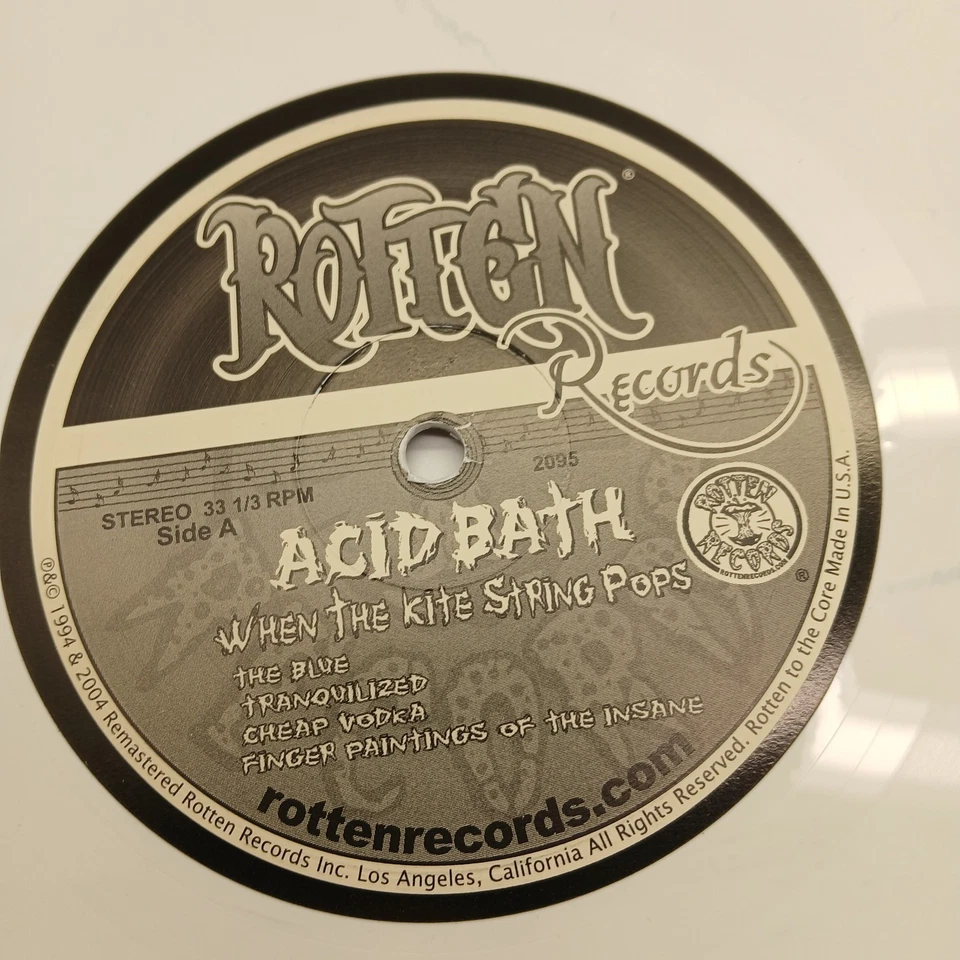 ROTTEN®
Records
2095
STEREO 33 1/3 RPM
Side A
ACID BATH
WHEN THE KITE STRING POPS
THE BLUE
TRANQUILIZED
CHEAP VODKA
FINGER PAINTINGS OF THE INSANE
ROTTEN
RECORDS
ROTTENRECORDS.COM
®
rottenrecords.com
℗&© 1994 & 2004 Remastered Rotten Records Inc. Los Angeles, California All Rights Reserved. Rotten to the Core Made In U.S.A.